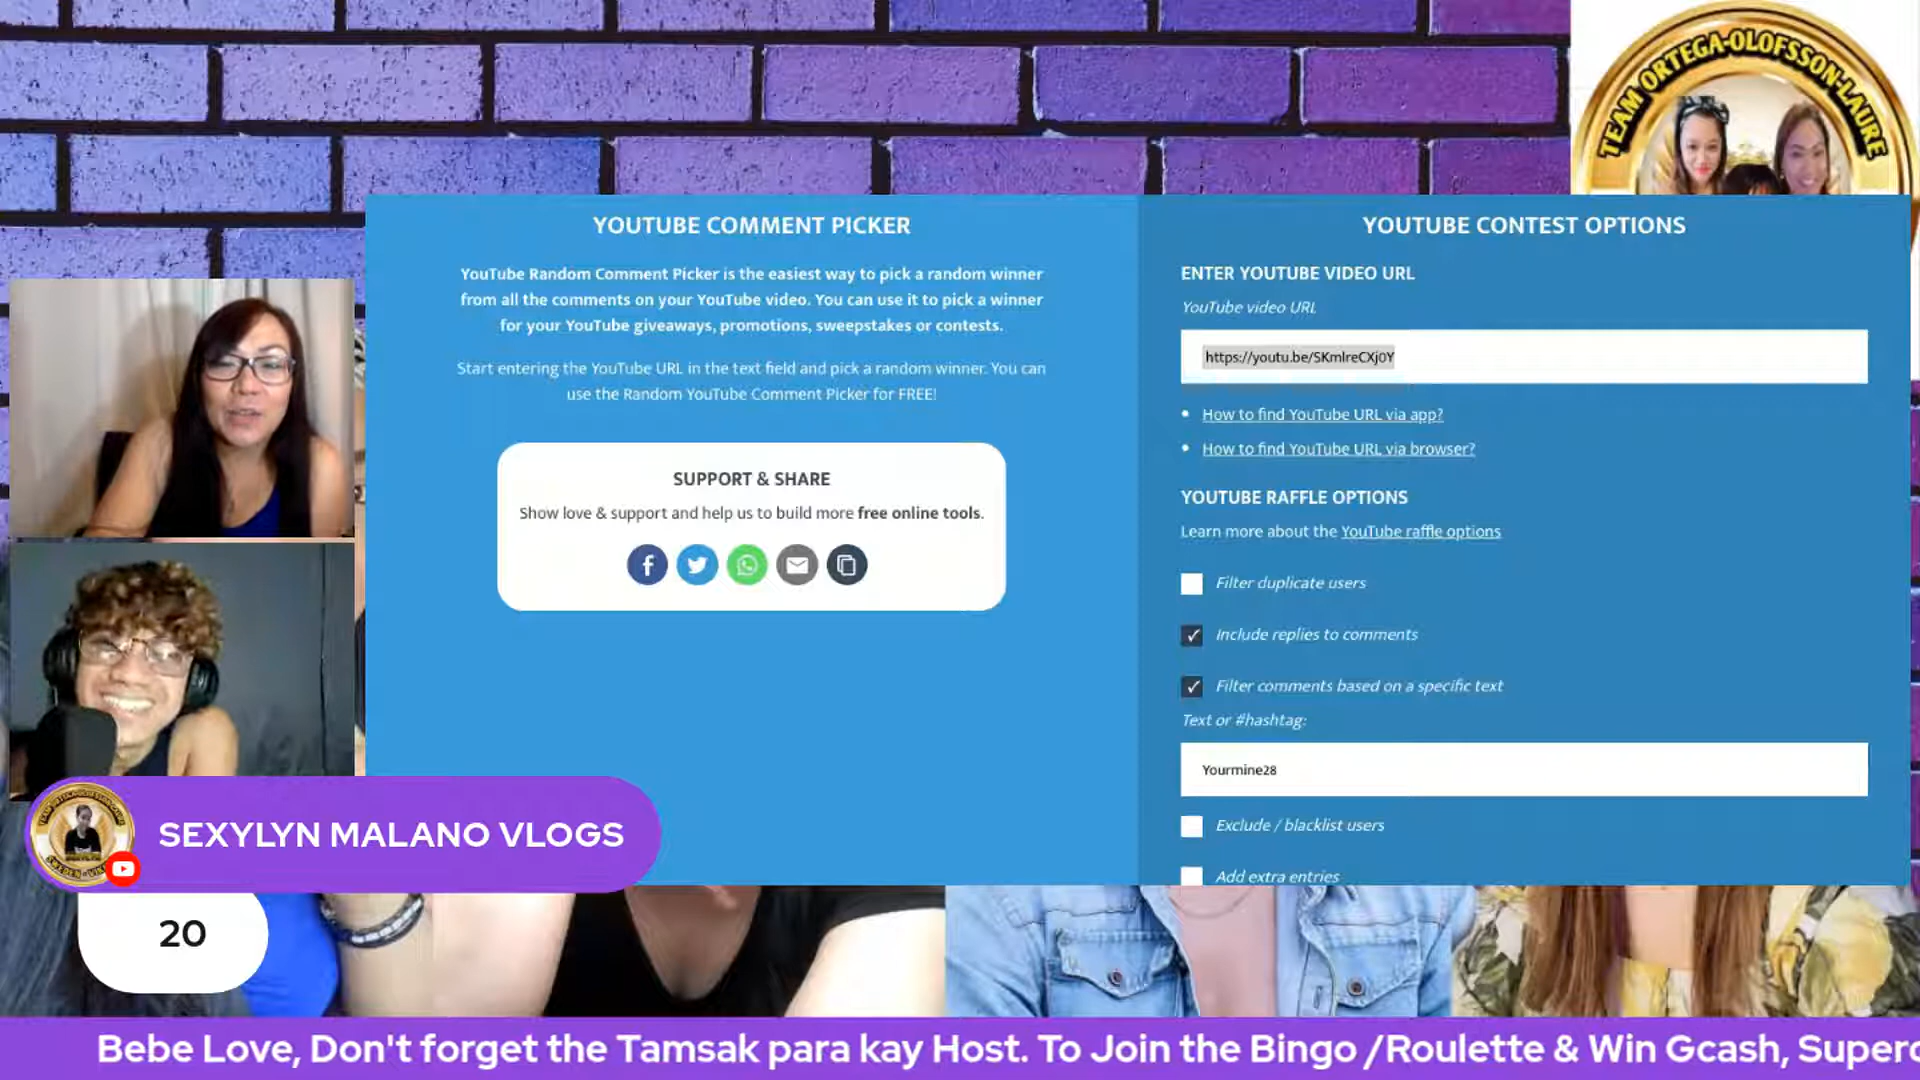 TEAM ORTEGA-OLOFSSON-LAURE
YOUTUBE COMMENT PICKER
YouTube Random Comment Picker is the easiest way to pick a random winner
from all the comments on your YouTube video. You can use it to pick a winner
for your YouTube giveaways, promotions, sweepstakes or contests.
Start entering the YouTube URL in the text field and pick a random winner. You can
use the Random YouTube Comment Picker for FREE!
SUPPORT & SHARE
Show love & support and help us to build more free online tools.
YOUTUBE CONTEST OPTIONS
ENTER YOUTUBE VIDEO URL
YouTube video URL
https://youtu.be/SKmlreCXj0Y
How to find YouTube URL via app?
How to find YouTube URL via browser?
YOUTUBE RAFFLE OPTIONS
Learn more about the YouTube raffle options
Filter duplicate users
Include replies to comments
Filter comments based on a specific text
Text or #hashtag:
Yourmine28
Exclude / blacklist users
Add extra entries
SEXYLYN MALANO VLOGS
20
Bebe Love, Don't forget the Tamsak para kay Host. To Join the Bingo /Roulette & Win Gcash,